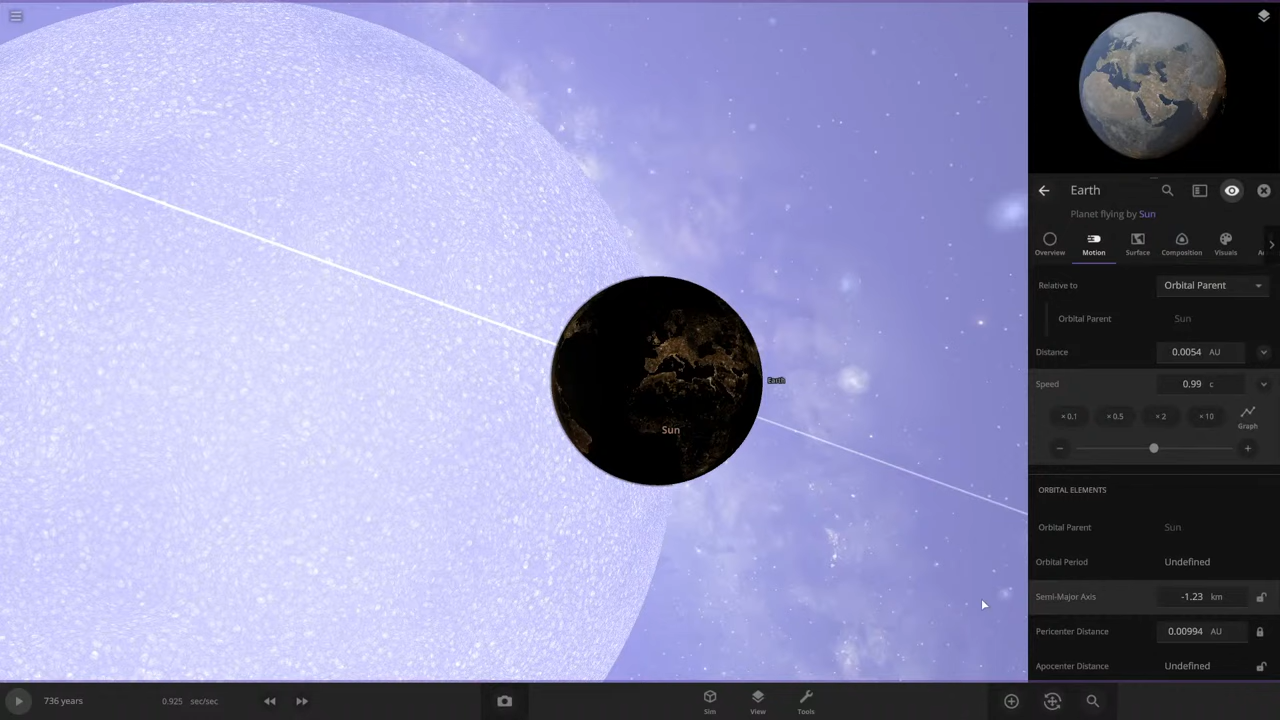 Earth
Planet flying by Sun
Overview
Motion
Surface
Composition
Visuals
Relative to
Orbital Parent
Orbital Parent
Sun
Distance
0.0054 AU
Speed
0.99 c
× 0.1
× 0.5
× 2
× 10
Graph
ORBITAL ELEMENTS
Orbital Parent
Sun
Orbital Period
Undefined
Semi-Major Axis
-1.23 km
Pericenter Distance
0.00994 AU
Apocenter Distance
Undefined
Earth
Sun
736 years
0.925 sec/sec
Sim
View
Tools